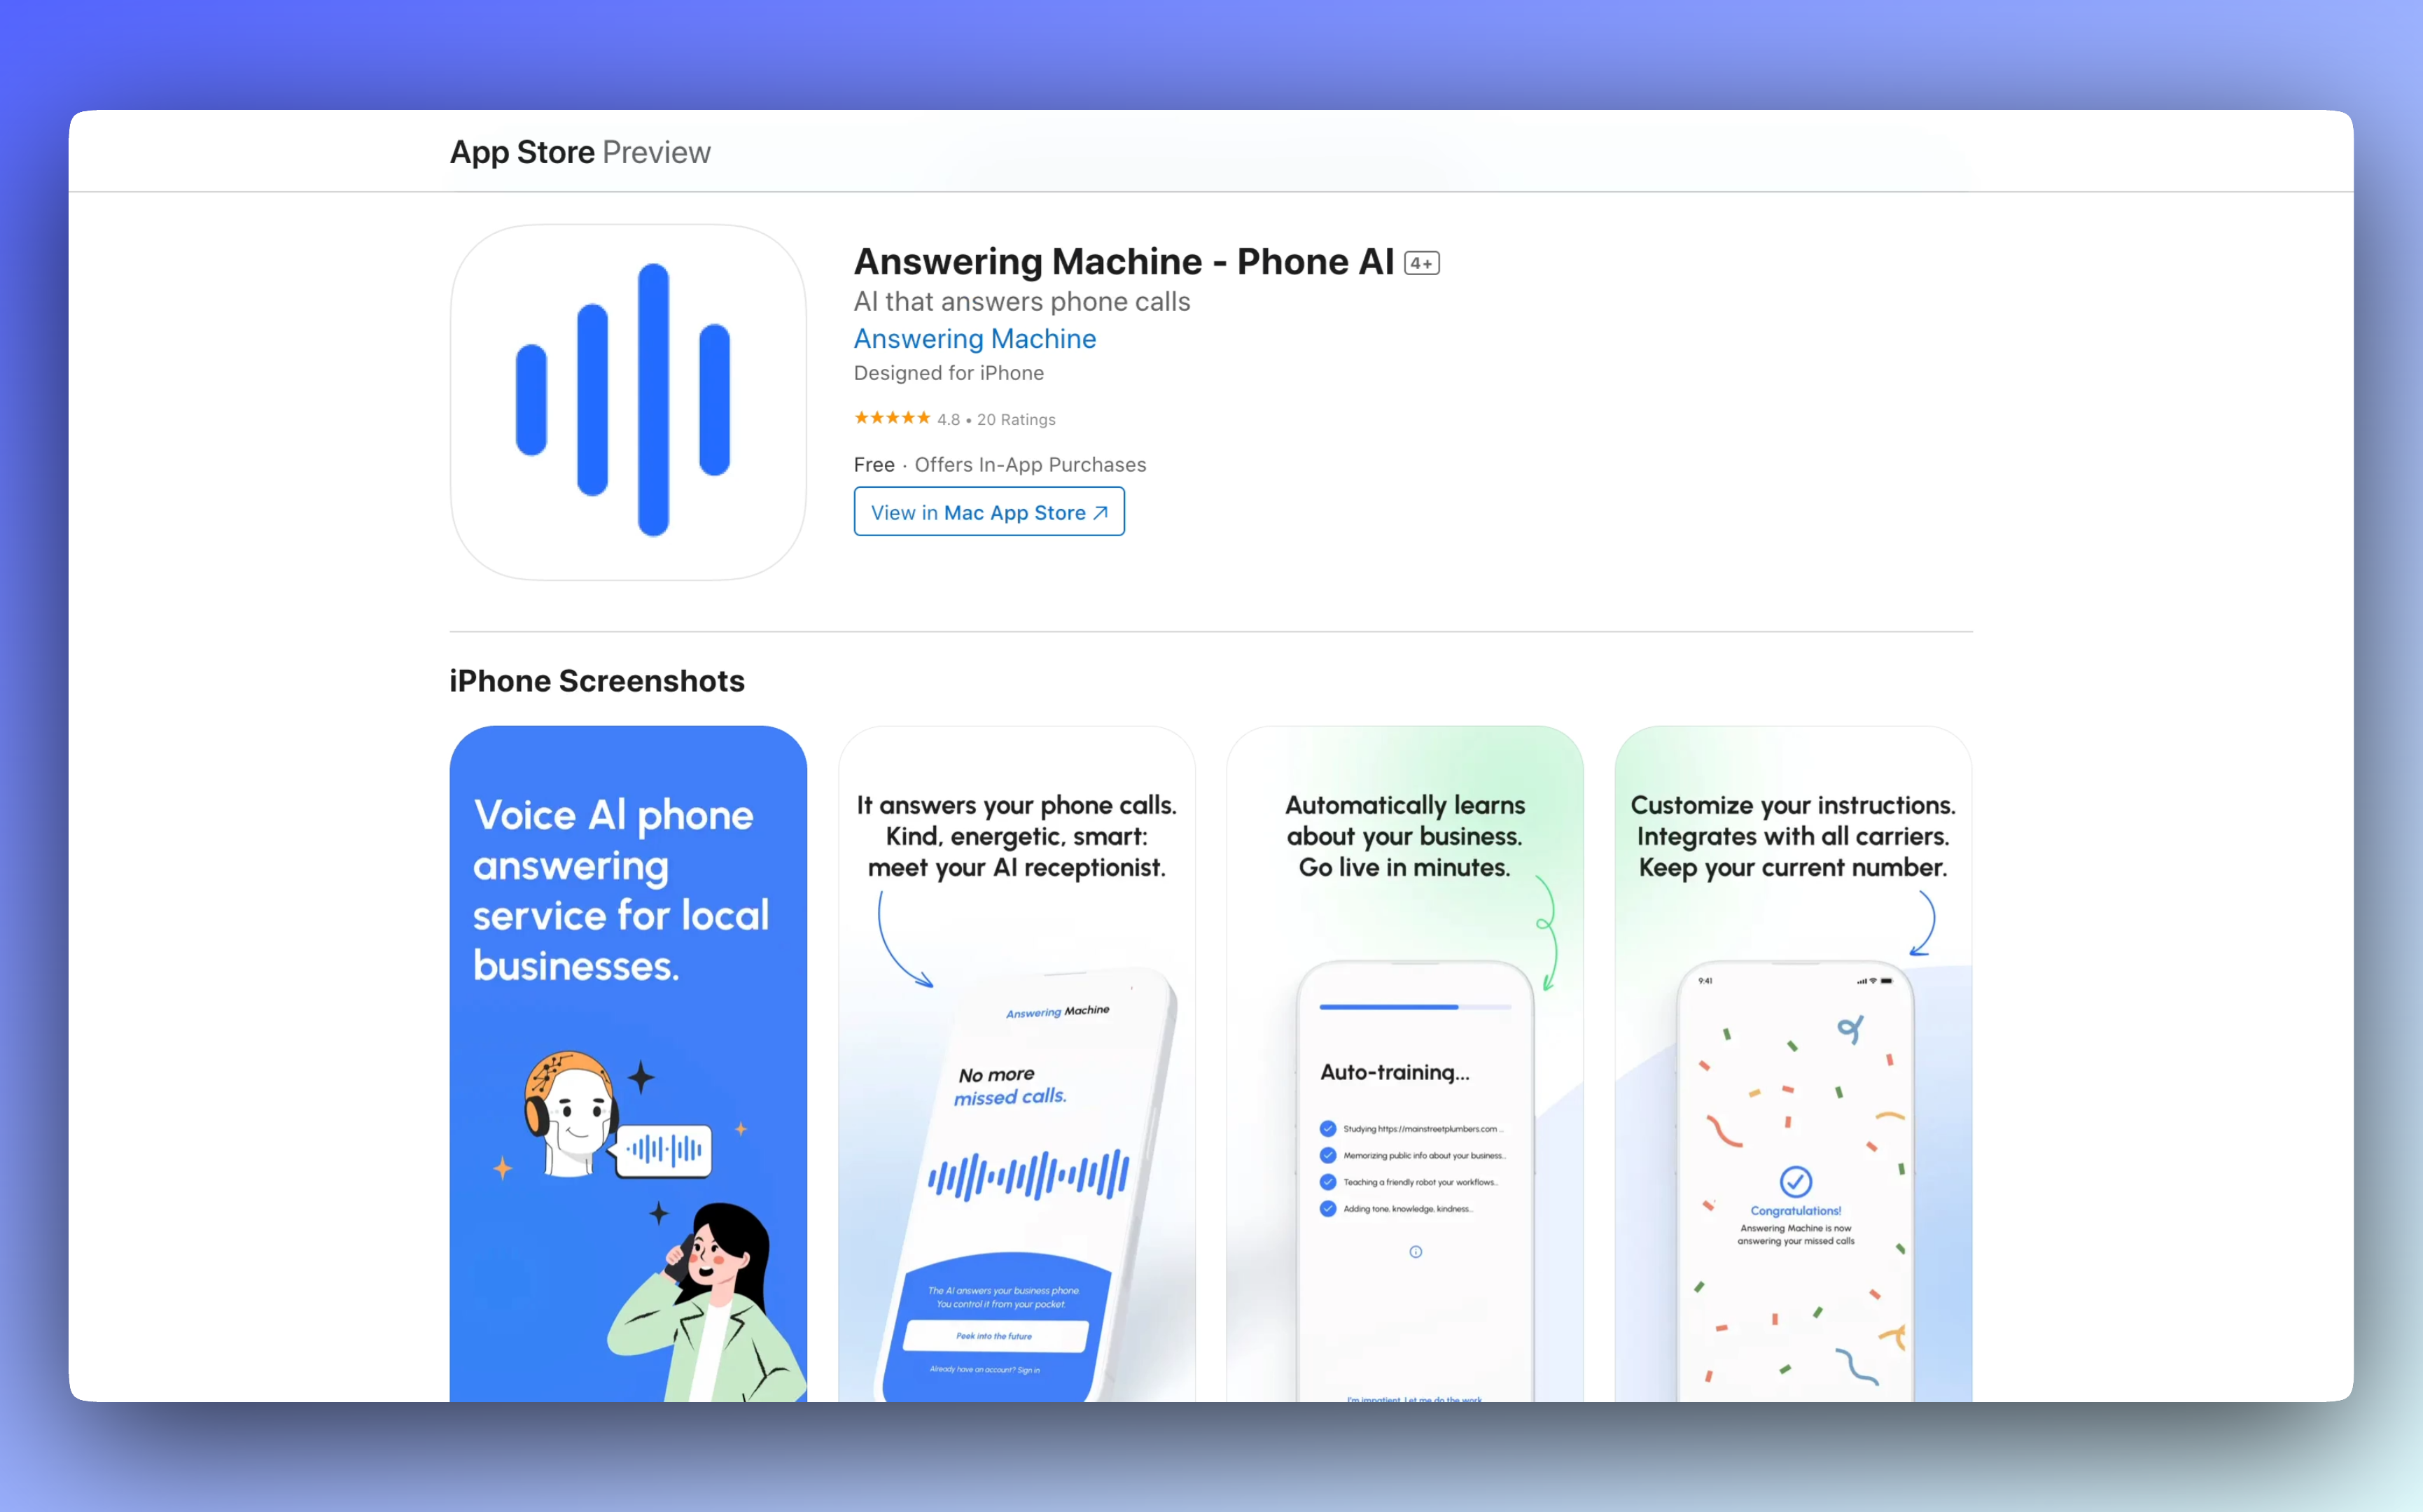 App Store Preview
Answering Machine - Phone AI 4+
AI that answers phone calls
Answering Machine
Designed for iPhone
★★★★★ 4.8 • 20 Ratings
Free · Offers In-App Purchases
View in Mac App Store ↗
iPhone Screenshots
Voice AI phone
answering
service for local
businesses.
It answers your phone calls.
Kind, energetic, smart:
meet your AI receptionist.
Answering Machine
No more
missed calls.
The AI answers your business phone.
You control it from your pocket.
Peek into the future
Already have an account? Sign in
Automatically learns
about your business.
Go live in minutes.
Auto-training...
Studying https://mainstreetplumbers.com ...
Memorizing public info about your business...
Teaching a friendly robot your workflows...
Adding tone, knowledge, kindness...
I'm impatient. Let me do the work
Customize your instructions.
Integrates with all carriers.
Keep your current number.
9:41
Congratulations!
Answering Machine is now
answering your missed calls